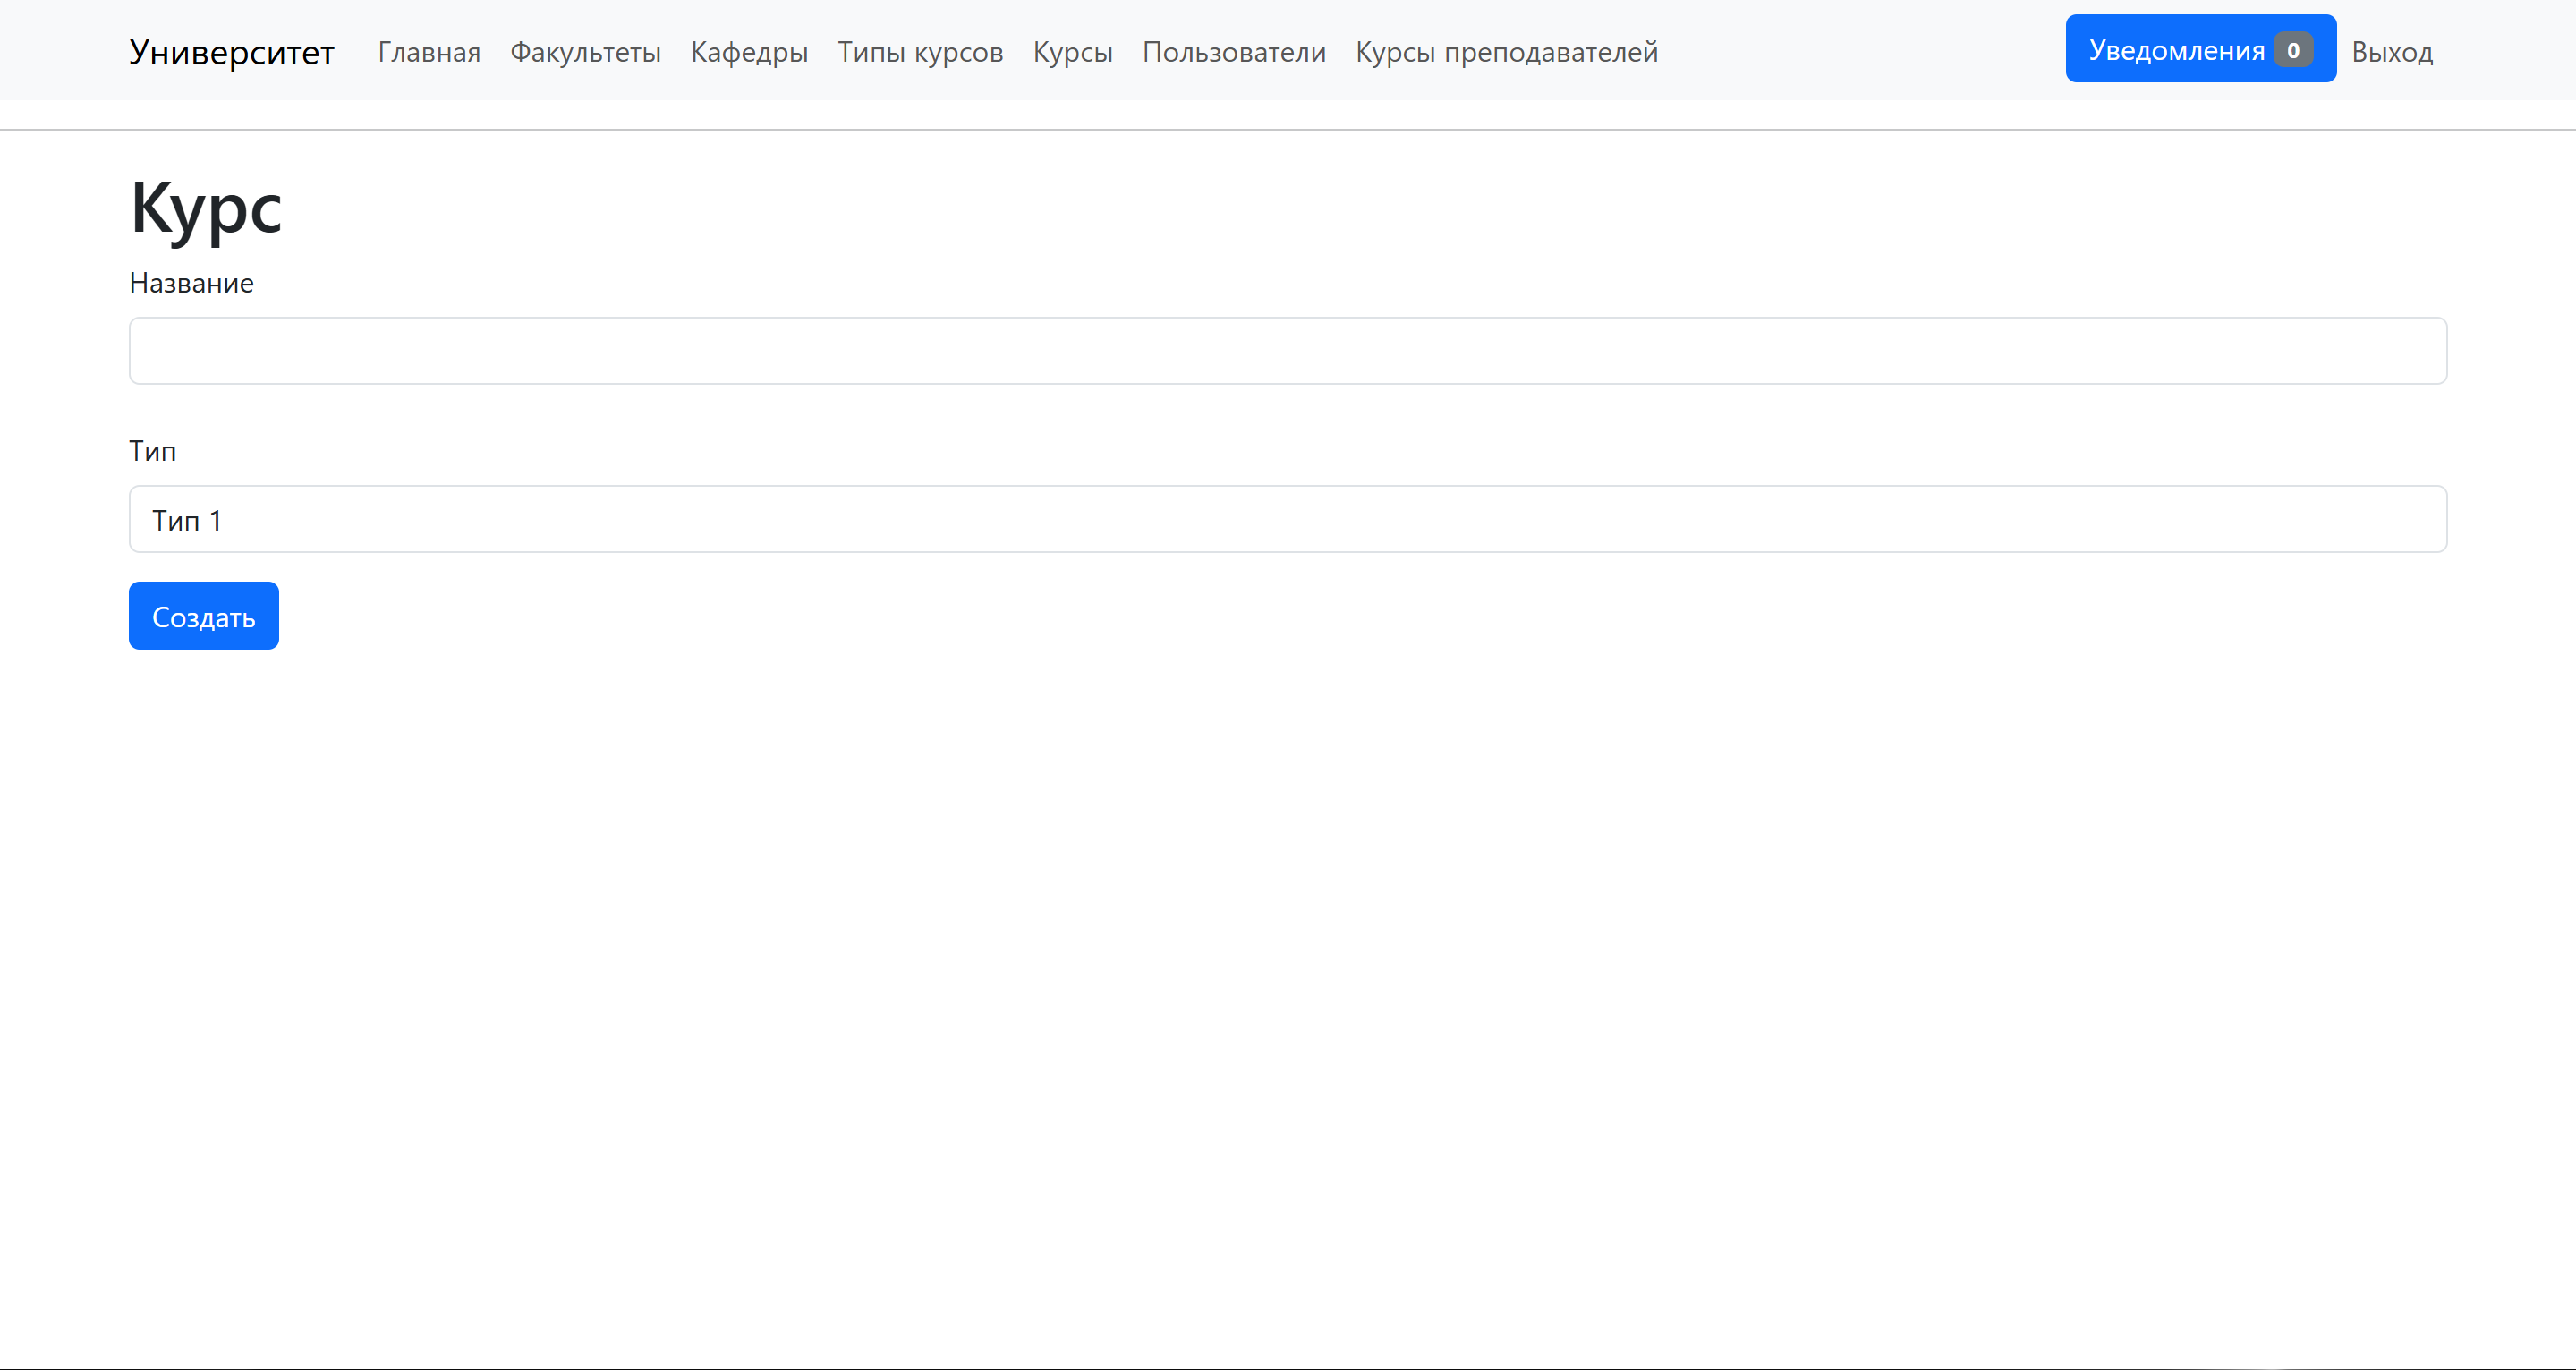 Университет Главная Факультеты Кафедры Типы курсов Курсы Пользователи Курсы преподавателей Уведомления 0 Выход
Курс
Название
Тип
Тип 1
Создать